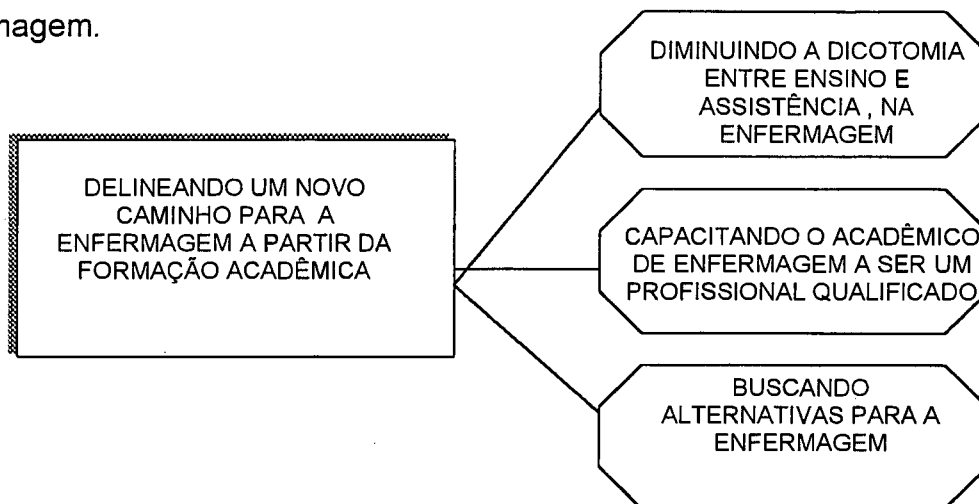 DELINEANDO UM NOVO
CAMINHO PARA A
ENFERMAGEM A PARTIR DA
FORMAÇÃO ACADÊMICA
DIMINUINDO A DICOTOMIA
ENTRE ENSINO E
ASSISTÊNCIA , NA
ENFERMAGEM
CAPACITANDO O ACADÊMICO
DE ENFERMAGEM A SER UM
PROFISSIONAL QUALIFICADO
BUSCANDO
ALTERNATIVAS PARA A
ENFERMAGEM